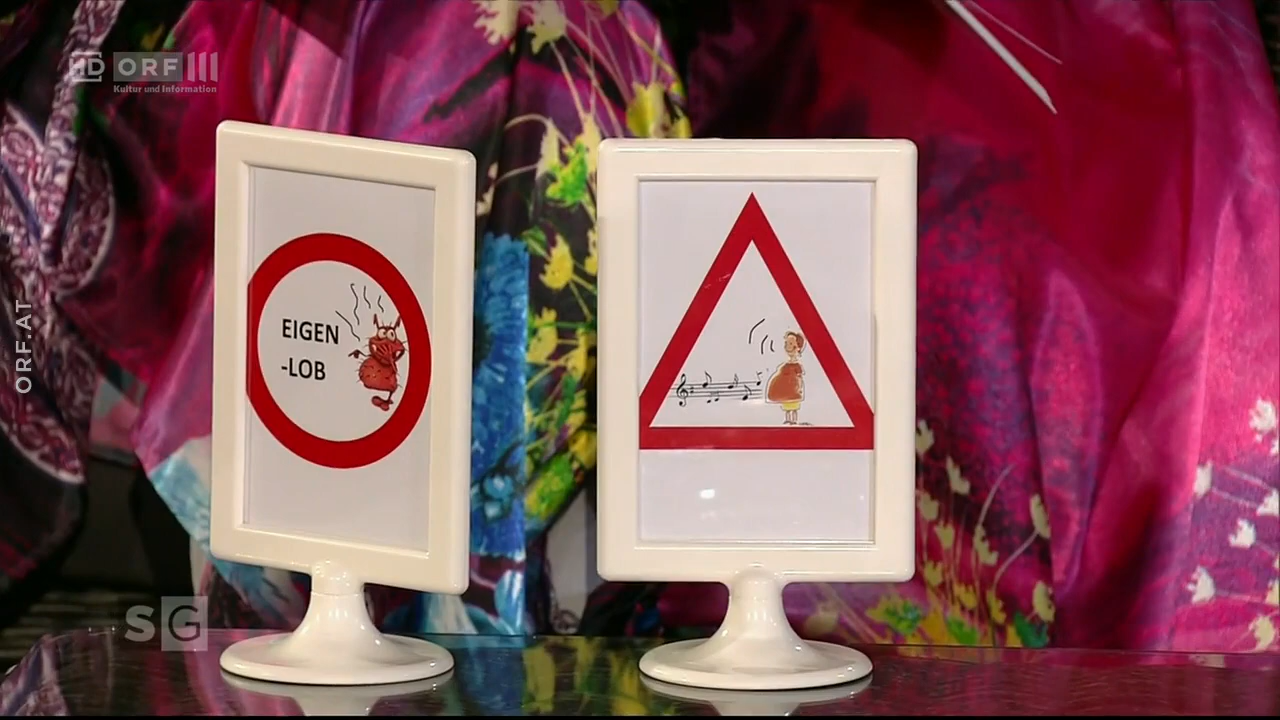 HD ORF III
Kultur und Information
EIGEN
-LOB
ORF.AT
SG